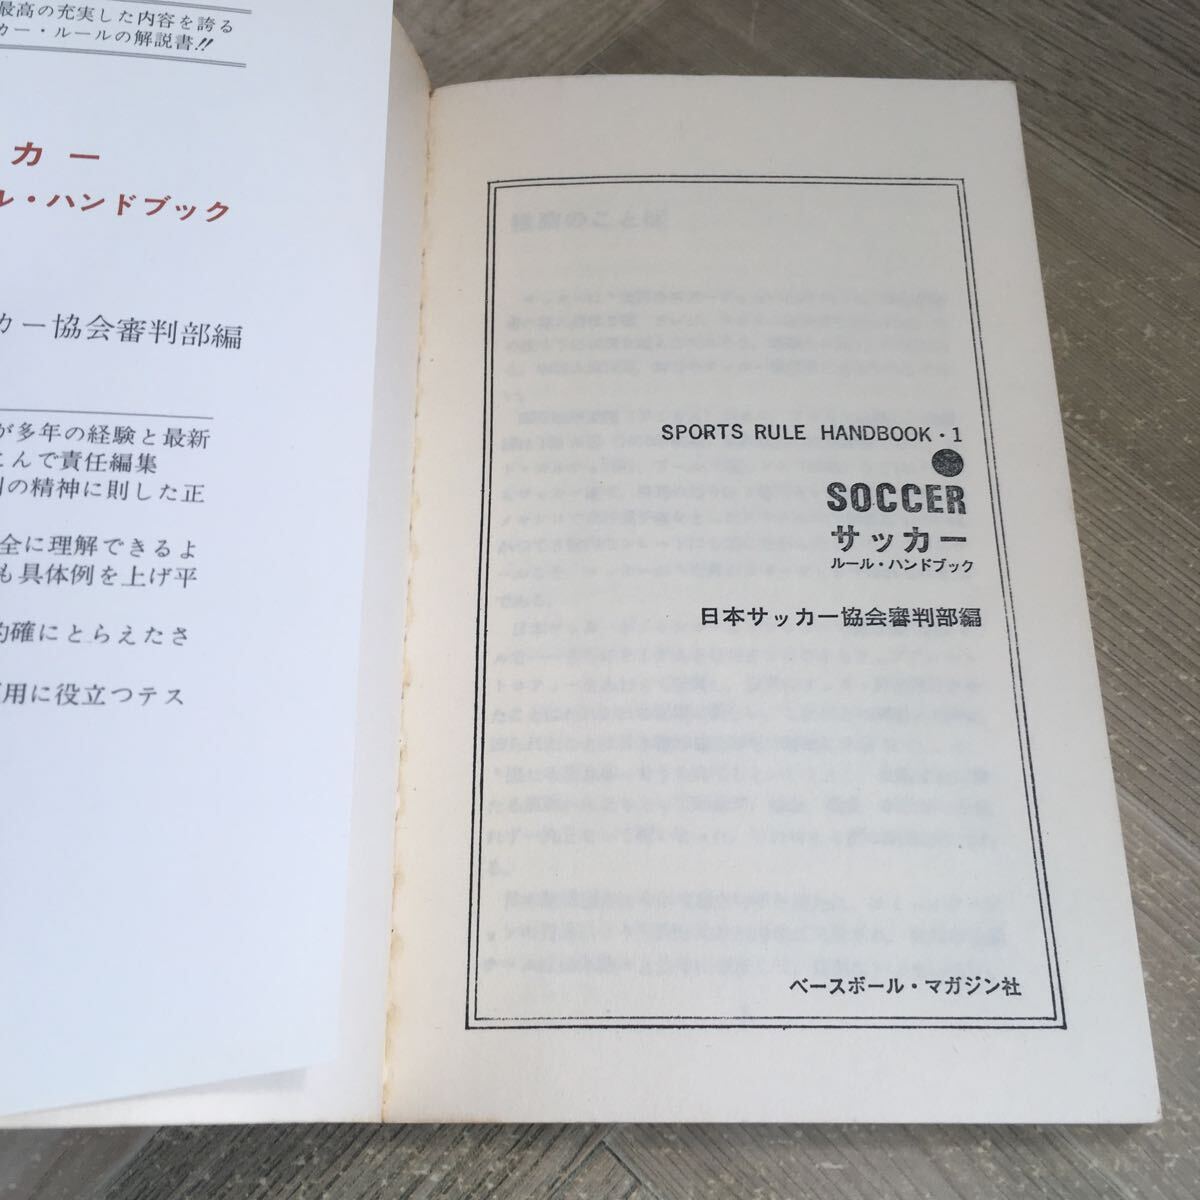 最高の充実した内容を誇る
カー・ルールの解説書!!
カー
ル・ハンドブック
カー協会審判部編
が多年の経験と最新
こんで責任編集
則の精神に則した正
全に理解できるよ
も具体例を上げ平
的確にとらえたさ
用に役立つテス
SPORTS RULE HANDBOOK・1
SOCCER
サッカー
ルール・ハンドブック
日本サッカー協会審判部編
ベースボール・マガジン社